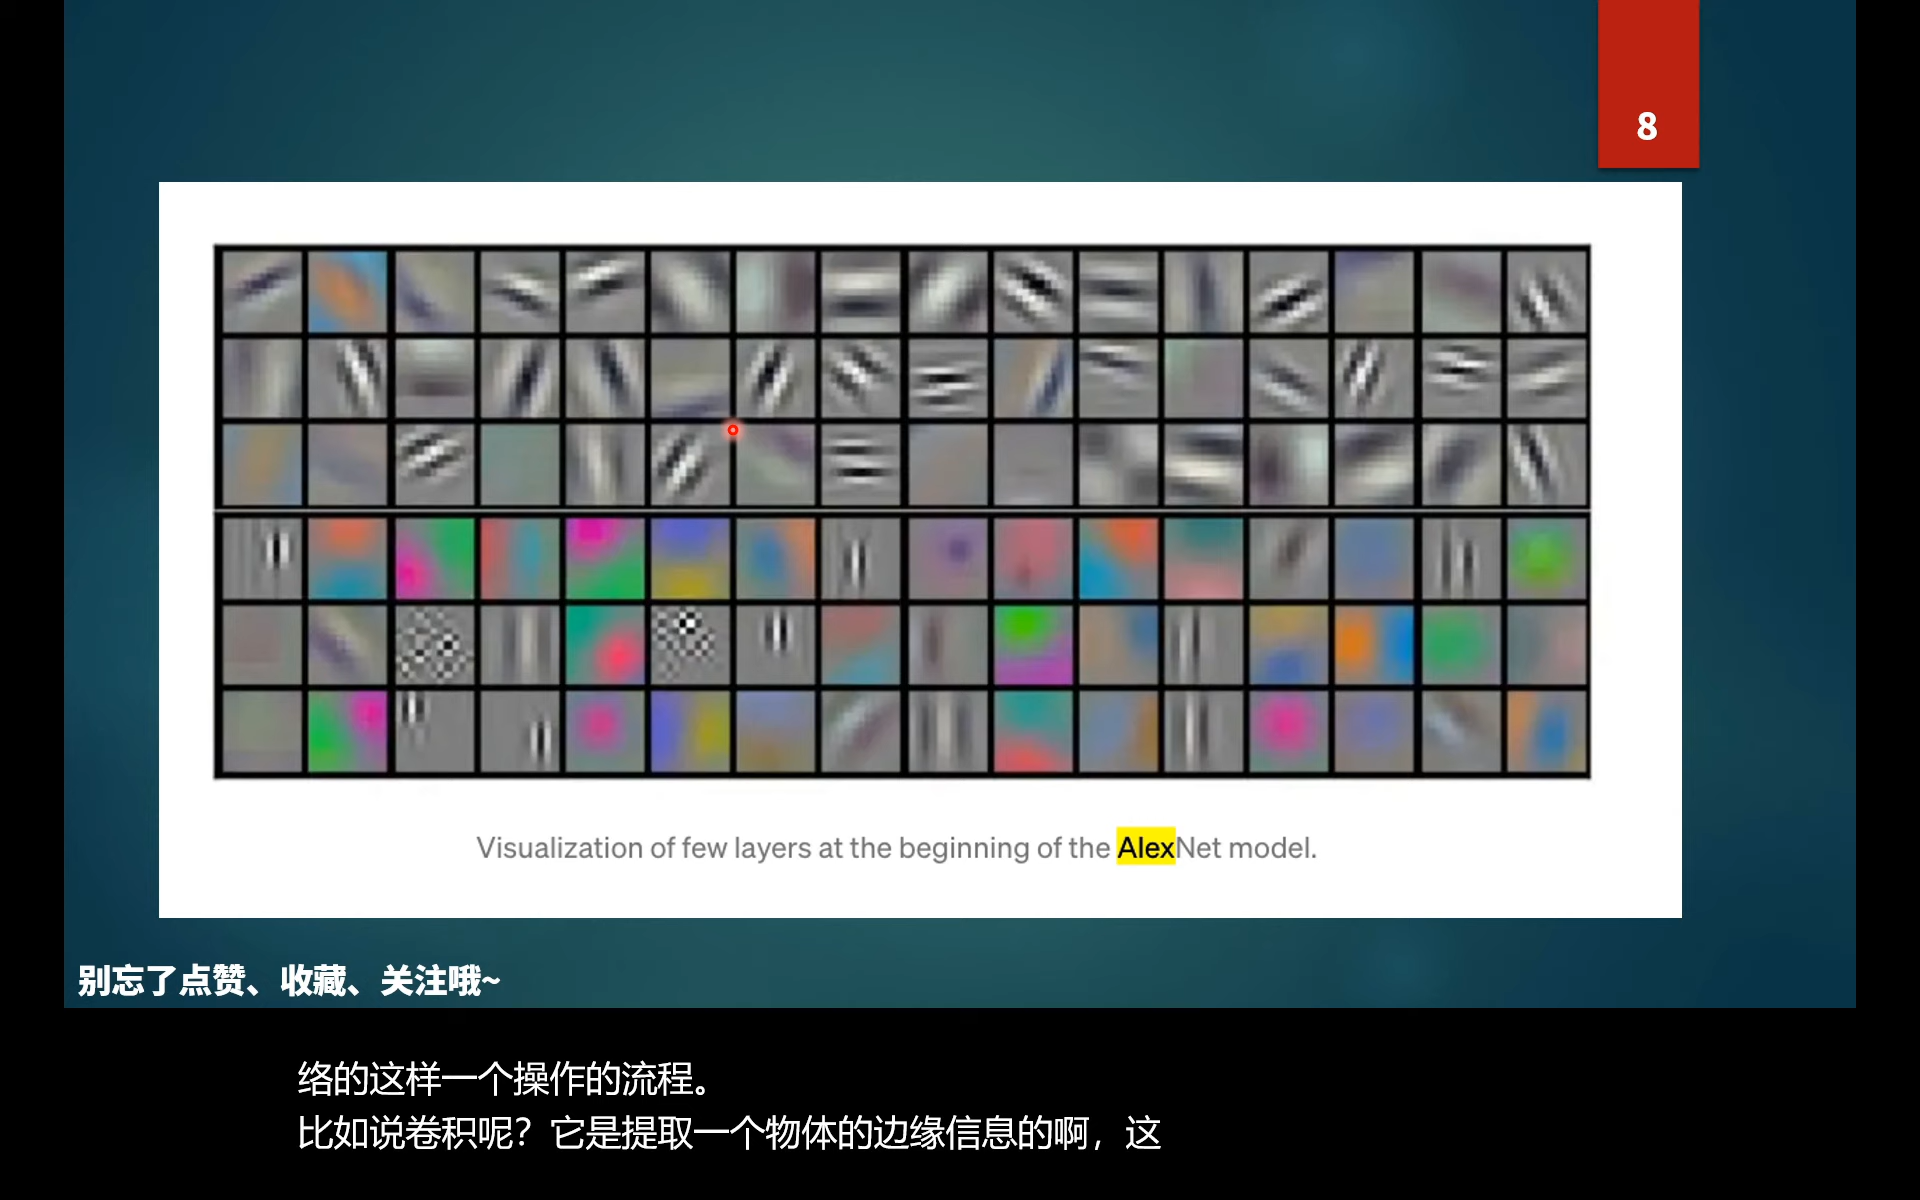 8
Visualization of few layers at the beginning of the AlexNet model.
别忘了点赞、收藏、关注哦~
络的这样一个操作的流程。
比如说卷积呢？它是提取一个物体的边缘信息的啊，这